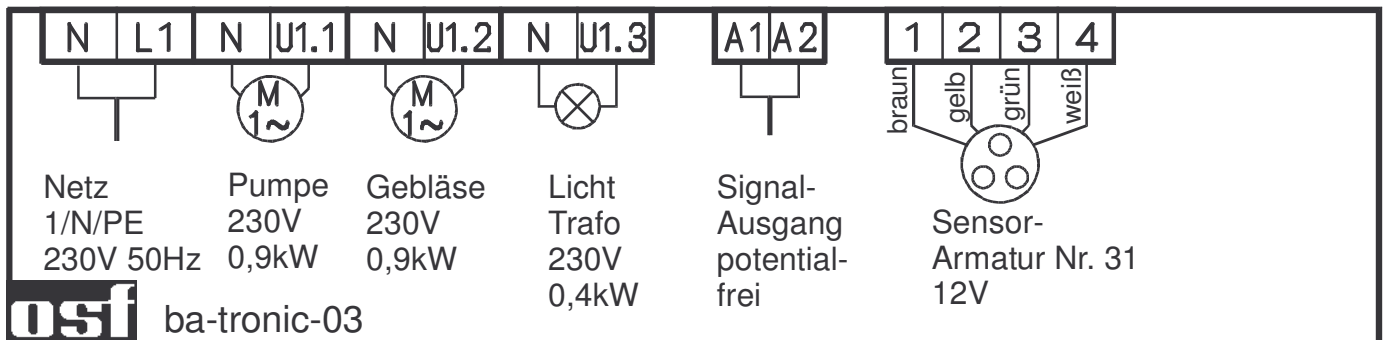 N L1 N U1.1 N U1.2 N U1.3 A1 A2 1 2 3 4
braun gelb grün weiß
M
1~
M
1~
Netz
1/N/PE
230V 50Hz
Pumpe
230V
0,9kW
Gebläse
230V
0,9kW
Licht
Trafo
230V
0,4kW
Signal-
Ausgang
potential-
frei
Sensor-
Armatur Nr. 31
12V
osf ba-tronic-03